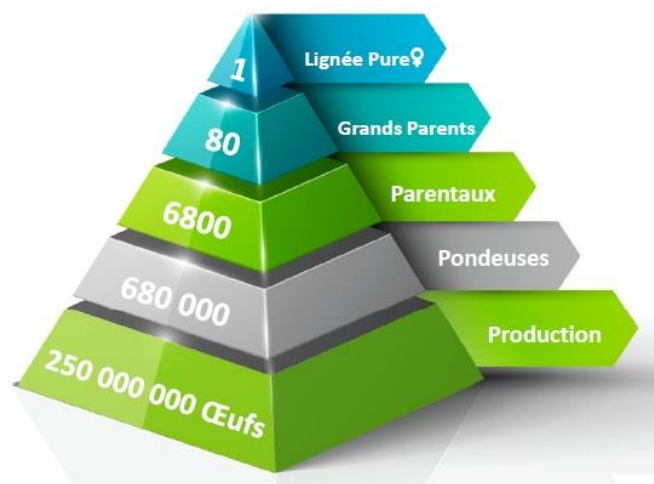 1
Lignée Pure♀
80
Grands Parents
6800
Parentaux
680 000
Pondeuses
250 000 000 Œufs
Production